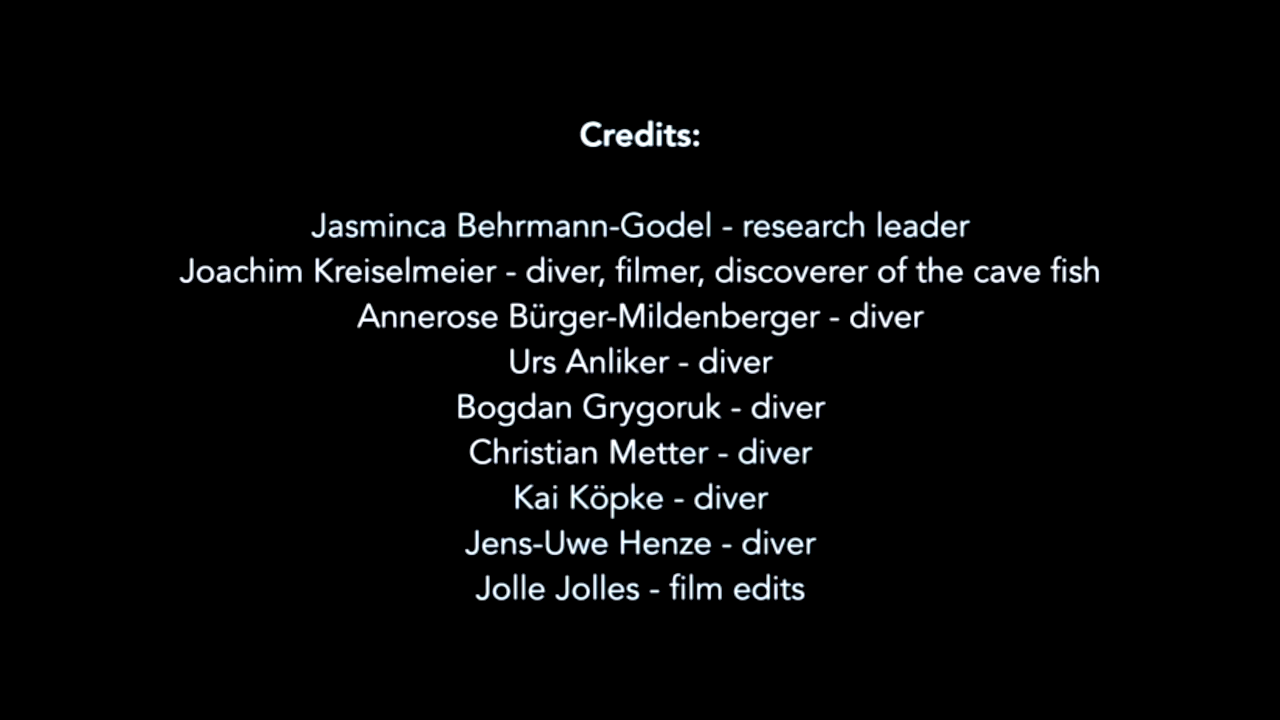 Credits:
Jasminca Behrmann-Godel - research leader
Joachim Kreiselmeier - diver, filmer, discoverer of the cave fish
Annerose Bürger-Mildenberger - diver
Urs Anliker - diver
Bogdan Grygoruk - diver
Christian Metter - diver
Kai Köpke - diver
Jens-Uwe Henze - diver
Jolle Jolles - film edits